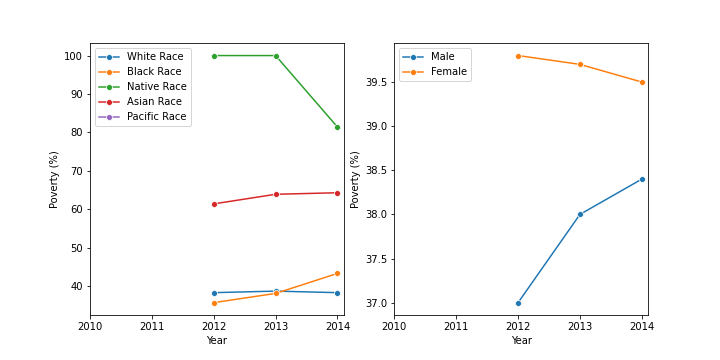 White Race
Black Race
Native Race
Asian Race
Pacific Race
100
90
80
70
60
50
40
Poverty (%)
2010 2011 2012 2013 2014
Year
Male
Female
39.5
39.0
38.5
38.0
37.5
37.0
Poverty (%)
2010 2011 2012 2013 2014
Year